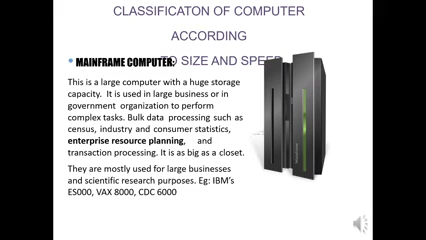 CLASSIFICATON OF COMPUTER
ACCORDING
TO SIZE AND SPEED
* MAINFRAME COMPUTER:
This is a large computer with a huge storage
capacity. It is used in large business or in
government organization to perform
complex tasks. Bulk data processing such as
census, industry and consumer statistics,
enterprise resource planning, and
transaction processing. It is as big as a closet.
They are mostly used for large businesses
and scientific research purposes. Eg: IBM's
ES000, VAX 8000, CDC 6000